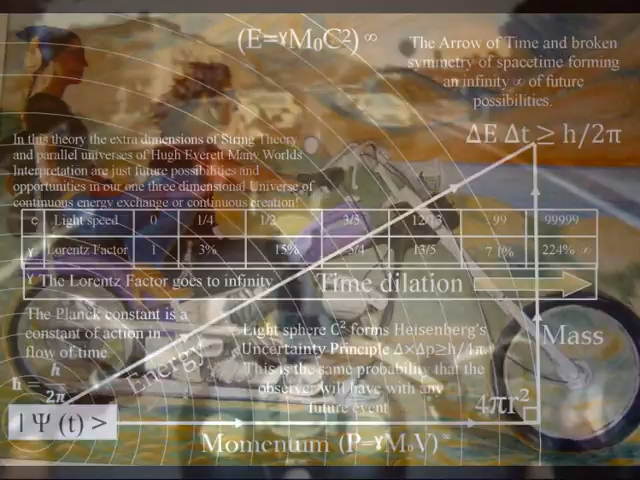 (E=ɣM₀C²) ∞
The Arrow of Time and broken
symmetry of spacetime forming
an infinity ∞ of future
possibilities.
ΔE Δt ≥ h/2π
In this theory the extra dimensions of String Theory
and parallel universes of Hugh Everett Many Worlds
Interpretation are just future possibilities and
opportunities in our one three dimensional Universe of
continuous energy exchange or continuous creation!
c Light speed 0 1/4 1/2 3/5 12/13 99 99999
ɣ Lorentz Factor 1 3% 15% 5/4 13/5 224% ∞
ɣ The Lorentz Factor goes to infinity Time dilation
The Planck constant is a
constant of action in
flow of time
ħ = h/2π
Energy
Light sphere C² forms Heisenberg's
Uncertainty Principle Δ×Δp≥h/4π
This is the same probability that the
observer will have with any
future event
Mass
4πr²
| Ψ (t) >
Momentum (P=ɣM₀V) ∞